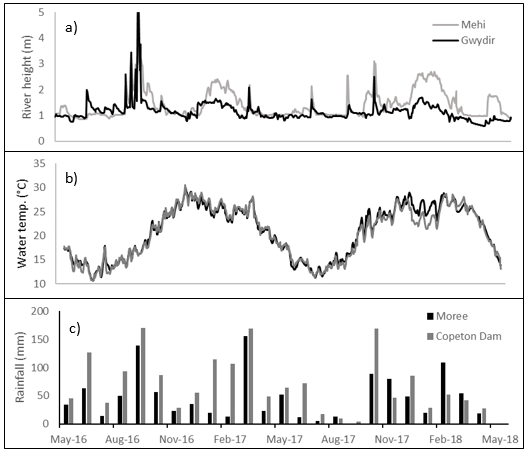 a)
Mehi
Gwydir
River height (m)
5
4
3
2
1
0
b)
Water temp. (°C)
35
30
25
20
15
10
c)
Moree
Copeton Dam
Rainfall (mm)
200
150
100
50
0
May-16 Aug-16 Nov-16 Feb-17 May-17 Aug-17 Nov-17 Feb-18 May-18